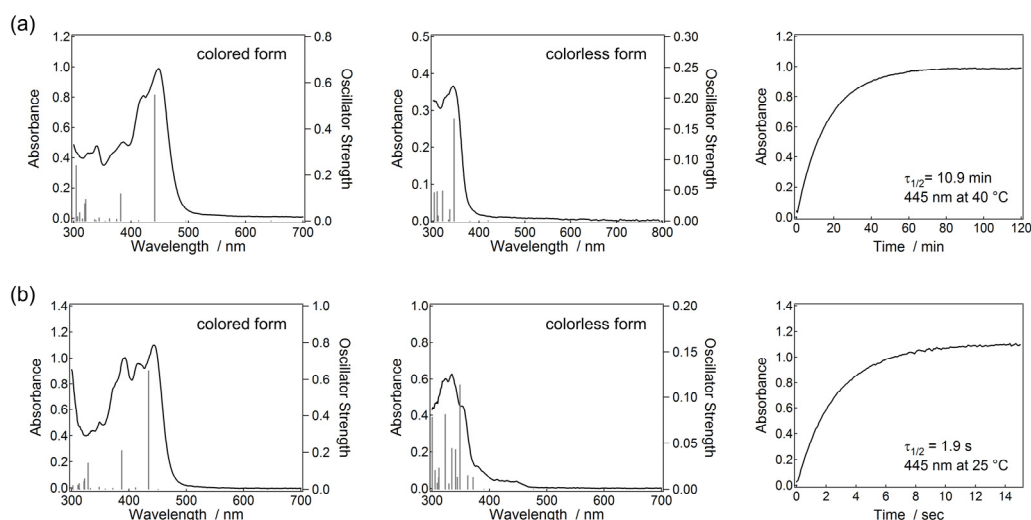 (a)
colored form
1.2
1.0
0.8
0.6
0.4
0.2
0.0
Absorbance
0.8
0.6
0.4
0.2
0.0
Oscillator Strength
300 400 500 600 700
Wavelength / nm
colorless form
0.5
0.4
0.3
0.2
0.1
0.0
Absorbance
0.30
0.25
0.20
0.15
0.10
0.05
0.00
Oscillator Strength
300 400 500 600 700 800
Wavelength / nm
1.2
1.0
0.8
0.6
0.4
0.2
0.0
Absorbance
τ1/2 = 10.9 min
445 nm at 40 °C
0 20 40 60 80 100 120
Time / min
(b)
colored form
1.4
1.2
1.0
0.8
0.6
0.4
0.2
0.0
Absorbance
1.0
0.8
0.6
0.4
0.2
0.0
Oscillator Strength
300 400 500 600 700
Wavelength / nm
colorless form
1.0
0.8
0.6
0.4
0.2
0.0
Absorbance
0.20
0.15
0.10
0.05
0.00
Oscillator Strength
300 400 500 600 700
Wavelength / nm
1.4
1.2
1.0
0.8
0.6
0.4
0.2
0.0
Absorbance
τ1/2 = 1.9 s
445 nm at 25 °C
0 2 4 6 8 10 12 14
Time / sec